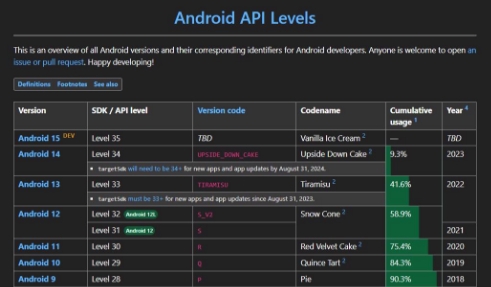 Android API Levels
This is an overview of all Android versions and their corresponding identifiers for Android developers. Anyone is welcome to open an
issue or pull request. Happy developing!
Definitions Footnotes See also
Version SDK / API level Version code Codename Cumulative usage 1 Year 4
Android 15 DEV Level 35 TBD Vanilla Ice Cream 2 — TBD
Android 14 Level 34 UPSIDE_DOWN_CAKE Upside Down Cake 2 9.3% 2023
• targetSdk will need to be 34+ for new apps and app updates by August 31, 2024.
Android 13 Level 33 TIRAMISU Tiramisu 2 41.6% 2022
• targetSdk must be 33+ for new apps and app updates since August 31, 2023.
Android 12 Level 32 Android 12L S_V2 Snow Cone 2 58.9%
Level 31 Android 12 S 2021
Android 11 Level 30 R Red Velvet Cake 2 75.4% 2020
Android 10 Level 29 Q Quince Tart 2 84.3% 2019
Android 9 Level 28 P Pie 90.3% 2018